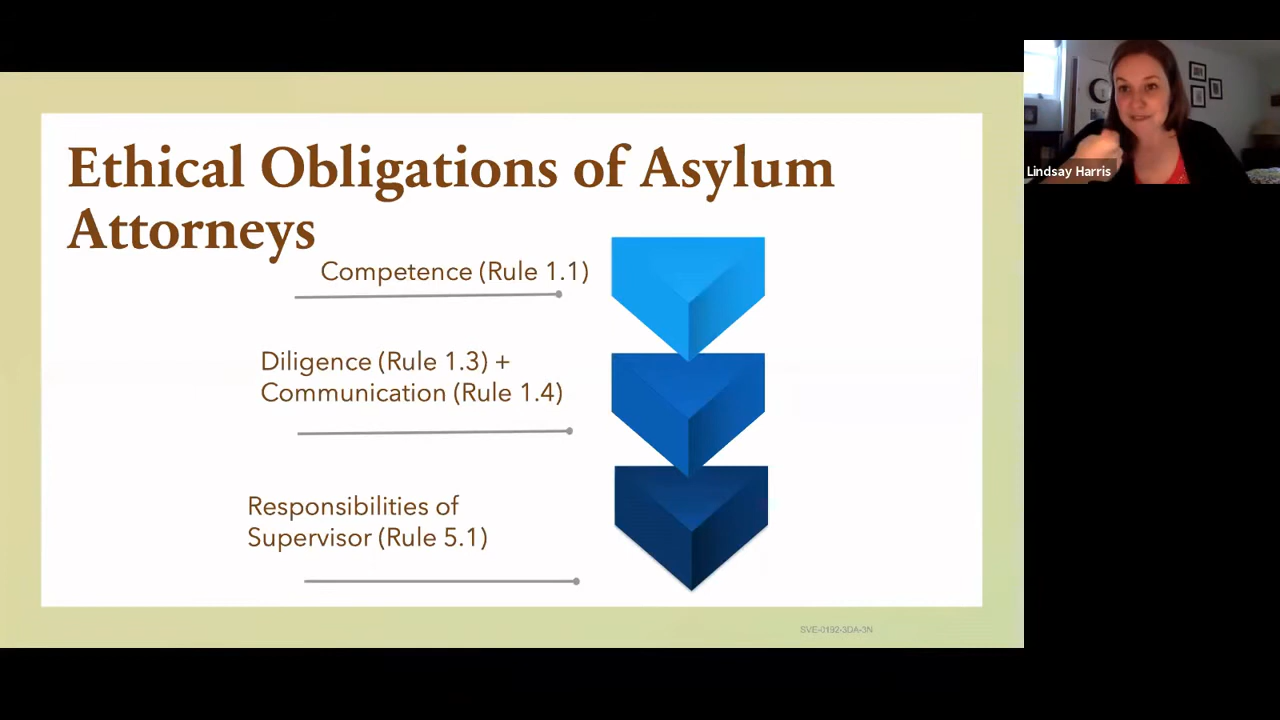 Ethical Obligations of Asylum
Attorneys
Competence (Rule 1.1)
Diligence (Rule 1.3) +
Communication (Rule 1.4)
Responsibilities of
Supervisor (Rule 5.1)
SVE-0192-3DA-3N
Lindsay Harris